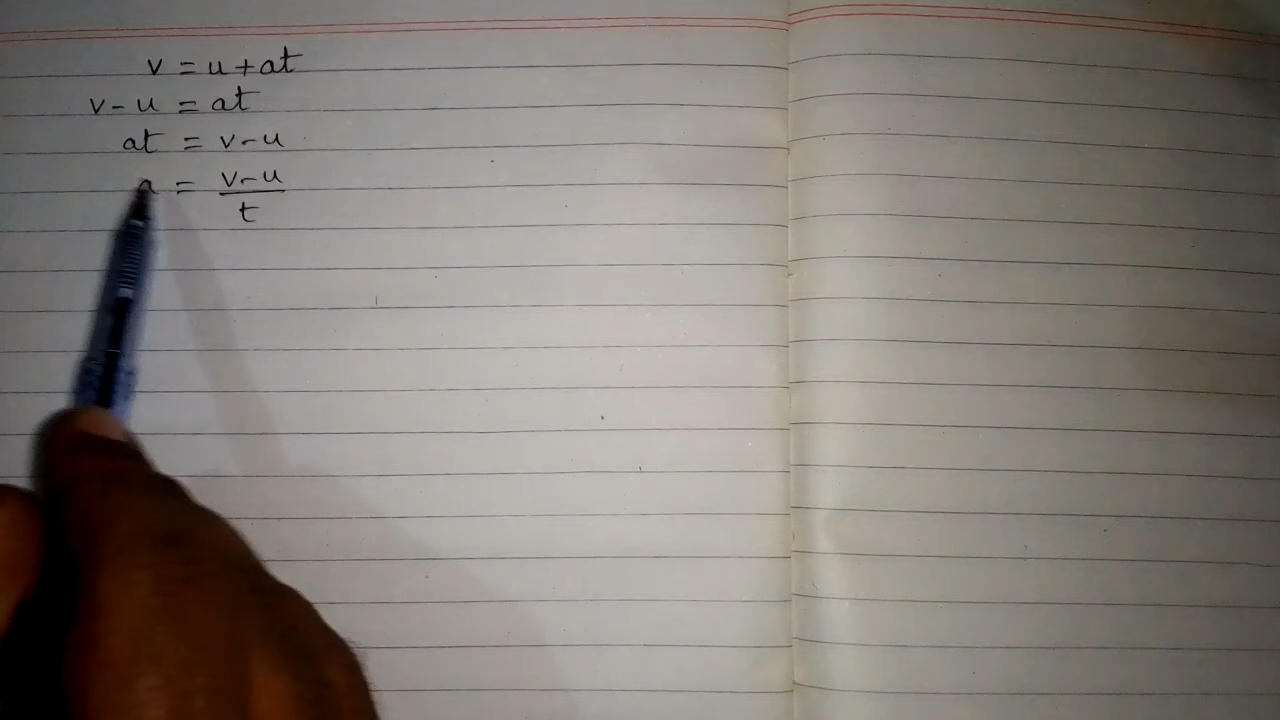 v = u + at
v - u = at
at = v - u
a = v - u / t